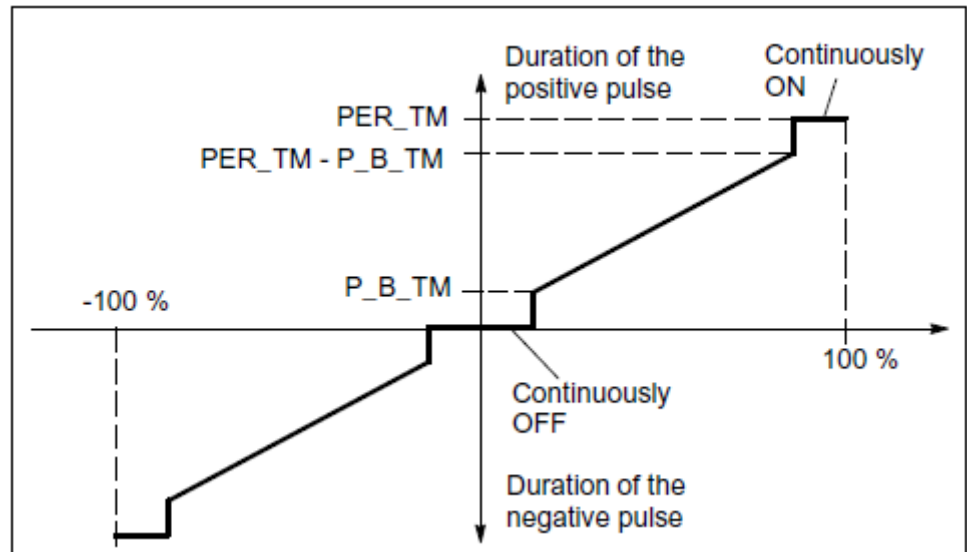 Duration of the
positive pulse
Continuously
ON
PER_TM
PER_TM - P_B_TM
P_B_TM
-100 %
100 %
Continuously
OFF
Duration of the
negative pulse